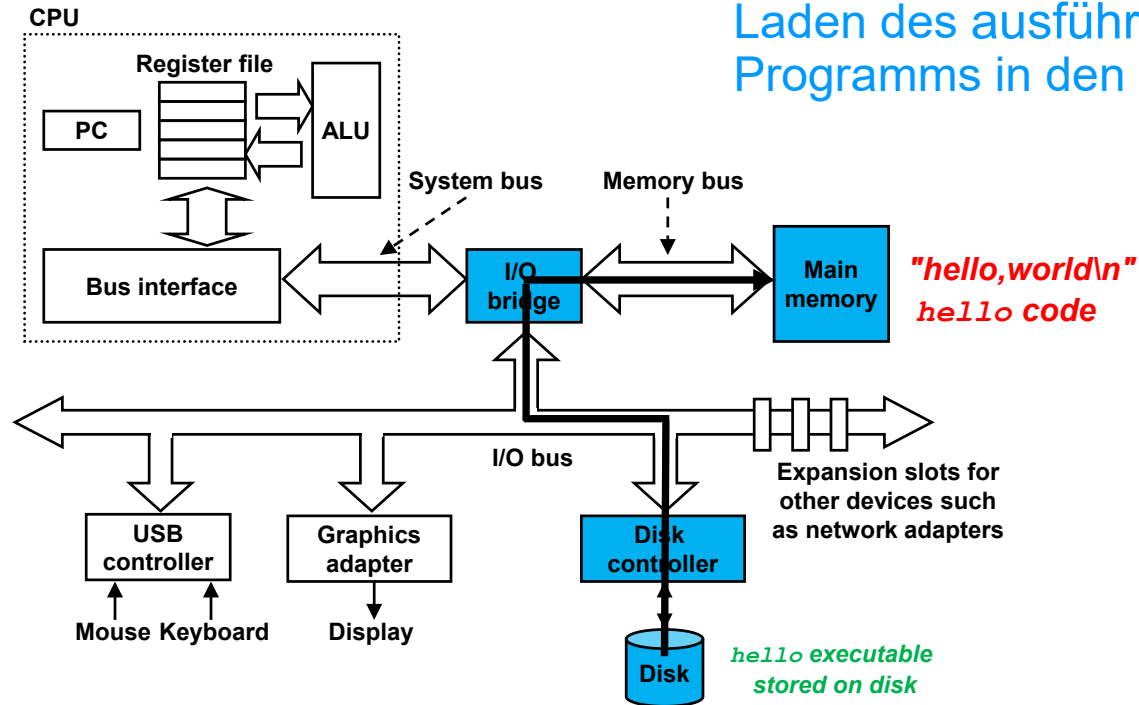 CPU
Laden des ausführ
Programms in den
Register file
PC
ALU
System bus
Memory bus
Bus interface
I/O
bridge
Main
memory
"hello,world\n"
hello code
I/O bus
Expansion slots for
other devices such
as network adapters
USB
controller
Graphics
adapter
Disk
controller
Mouse Keyboard
Display
Disk
hello executable
stored on disk